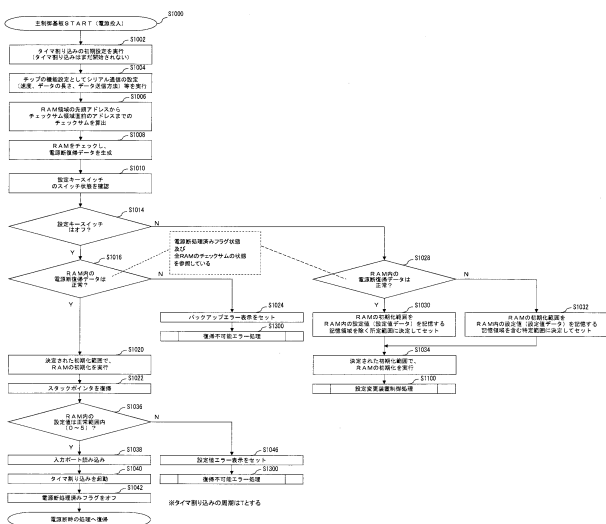 主制御基板START（電源投入）
S1000
S1002
タイマ割り込みの初期設定を実行
（タイマ割り込みはまだ開始されない）
S1004
チップの機能設定としてシリアル通信の設定
（速度、データの長さ、データ送信方法）等を実行
S1006
RAM領域の先頭アドレスから
チェックサム領域直前のアドレスまでの
チェックサムを算出
S1008
RAMをチェックし、
電源断復帰データを生成
S1010
設定キースイッチ
のスイッチ状態を確認
S1014
設定キースイッチ
はオフ？
N
Y
S1016
RAM内の
電源断復帰データは
正常？
N
Y
電源断処理済みフラグ状態
及び
全RAMのチェックサムの状態
を参照している
S1028
RAM内の
電源断復帰データは
正常？
N
Y
S1024
バックアップエラー表示をセット
S1300
復帰不可能エラー処理
S1030
RAMの初期化範囲を
RAM内の設定値（設定値データ）を記憶する
記憶領域を除く所定範囲に決定してセット
S1032
RAMの初期化範囲を
RAM内の設定値（設定値データ）を記憶する
記憶領域を含む特定範囲に決定してセット
S1020
決定された初期化範囲で、
RAMの初期化を実行
S1034
決定された初期化範囲で、
RAMの初期化を実行
S1022
スタックポインタを復帰
S1100
設定変更装置制御処理
S1036
RAM内の
設定値は正常範囲内
（0～5）？
N
Y
S1038
入力ポート読み込み
S1046
設定値エラー表示をセット
S1040
タイマ割り込みを起動
S1300
復帰不可能エラー処理
S1042
電源断処理済みフラグをオフ
※タイマ割り込みの周期はTとする
電源断時の処理へ復帰